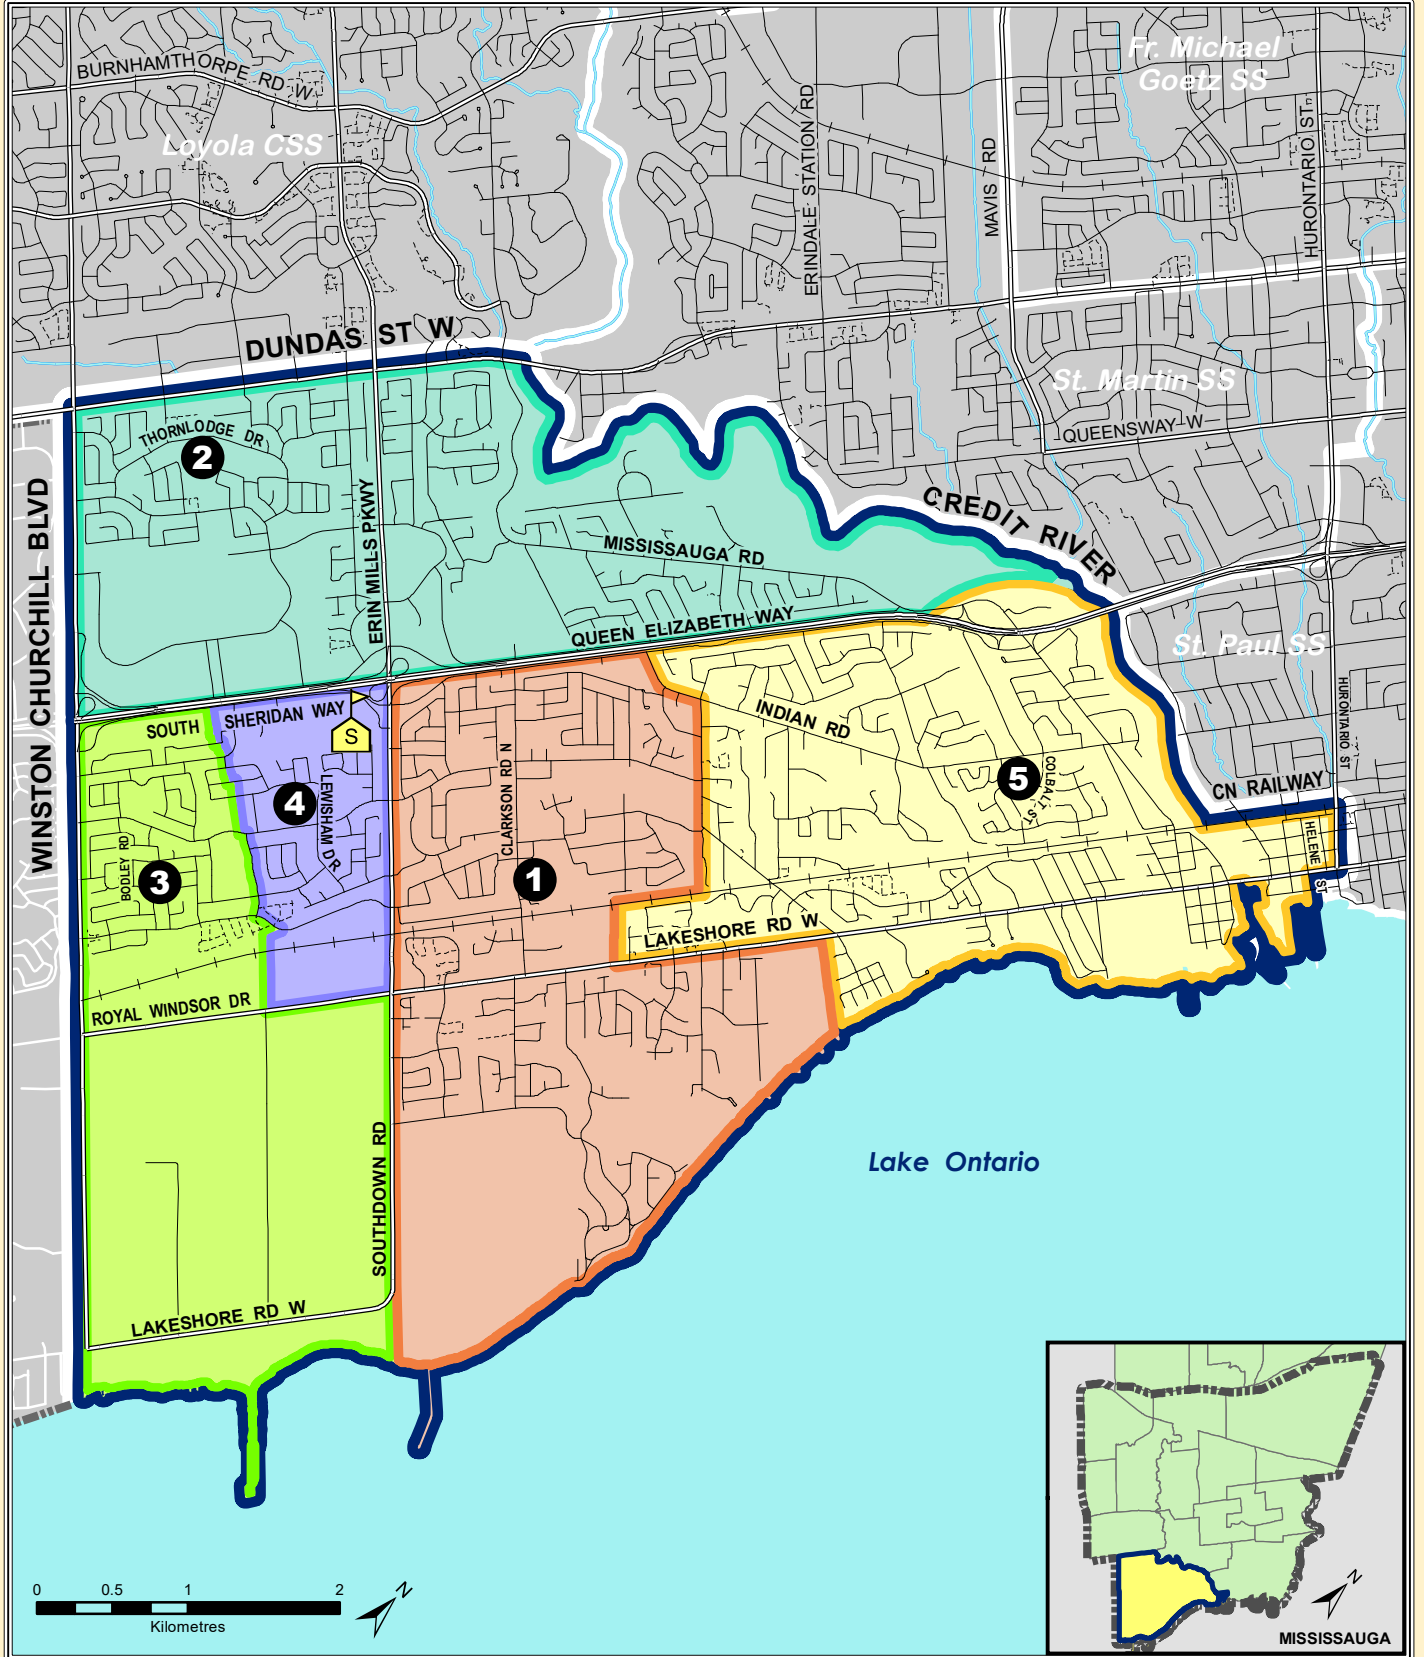 Fr. Michael
Goetz SS
BURNHAMTHORPE RD W
Loyola CSS
ERINDALE STATION RD
MAVIS RD
HURONTARIO ST
DUNDAS ST W
St. Martin SS
QUEENSWAY W
THORNLODGE DR
2
WINSTON CHURCHILL BLVD
ERIN MILLS PKWY
CREDIT RIVER
MISSISSAUGA RD
QUEEN ELIZABETH WAY
St. Paul SS
HURONTARIO ST
SOUTH SHERIDAN WAY
S
INDIAN RD
CLARKSON RD N
COLBALT ST
5
CN RAILWAY
4
LEWISHAM DR
HELENE ST
BODLEY RD
3
1
LAKESHORE RD W
ROYAL WINDSOR DR
SOUTHDOWN RD
Lake Ontario
LAKESHORE RD W
0 0.5 1 2
Kilometres
N
N
MISSISSAUGA